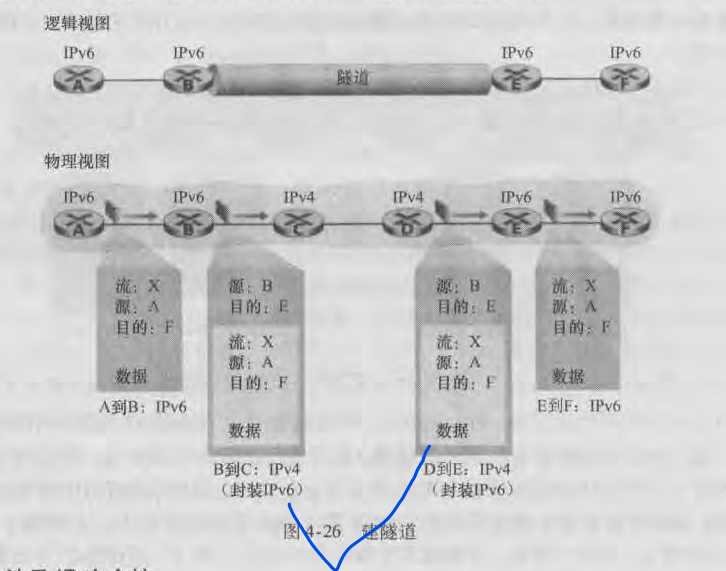 逻辑视图
IPv6 IPv6 IPv6 IPv6
A B 隧道 E F
物理视图
IPv6 IPv6 IPv4 IPv4 IPv6 IPv6
A B C D E F
流：X
源：A
目的：F
数据
A到B：IPv6
源：B
目的：E
流：X
源：A
目的：F
数据
B到C：IPv4
（封装IPv6）
源：B
目的：E
流：X
源：A
目的：F
数据
D到E：IPv4
（封装IPv6）
流：X
源：A
目的：F
数据
E到F：IPv6
图4-26 建隧道